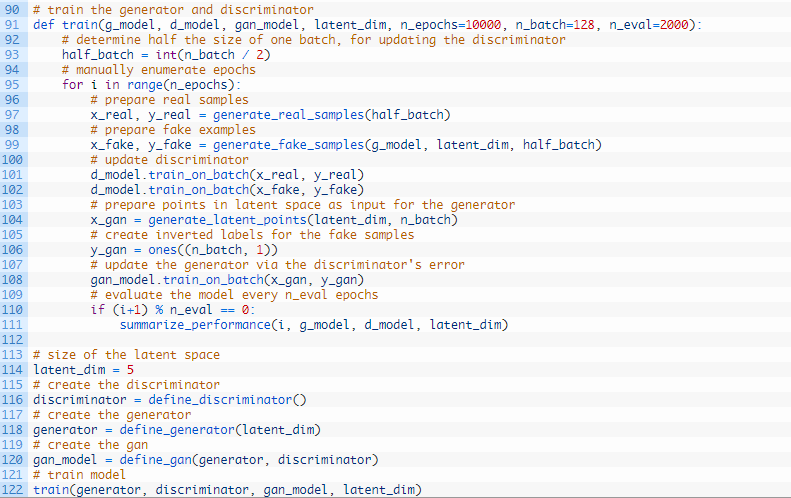 90 # train the generator and discriminator
91 def train(g_model, d_model, gan_model, latent_dim, n_epochs=10000, n_batch=128, n_eval=2000):
92     # determine half the size of one batch, for updating the discriminator
93     half_batch = int(n_batch / 2)
94     # manually enumerate epochs
95     for i in range(n_epochs):
96         # prepare real samples
97         x_real, y_real = generate_real_samples(half_batch)
98         # prepare fake examples
99         x_fake, y_fake = generate_fake_samples(g_model, latent_dim, half_batch)
100         # update discriminator
101         d_model.train_on_batch(x_real, y_real)
102         d_model.train_on_batch(x_fake, y_fake)
103         # prepare points in latent space as input for the generator
104         x_gan = generate_latent_points(latent_dim, n_batch)
105         # create inverted labels for the fake samples
106         y_gan = ones((n_batch, 1))
107         # update the generator via the discriminator's error
108         gan_model.train_on_batch(x_gan, y_gan)
109         # evaluate the model every n_eval epochs
110         if (i+1) % n_eval == 0:
111             summarize_performance(i, g_model, d_model, latent_dim)
112
113 # size of the latent space
114 latent_dim = 5
115 # create the discriminator
116 discriminator = define_discriminator()
117 # create the generator
118 generator = define_generator(latent_dim)
119 # create the gan
120 gan_model = define_gan(generator, discriminator)
121 # train model
122 train(generator, discriminator, gan_model, latent_dim)